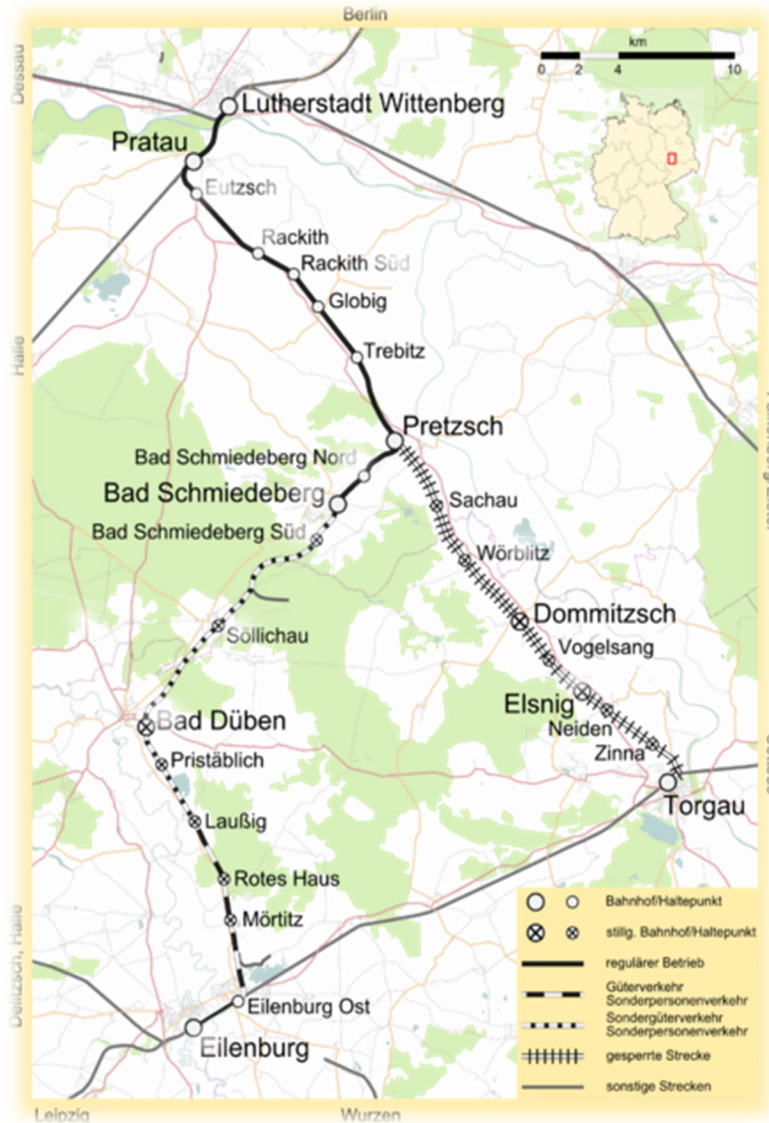 Berlin
Dessau
km
0 2 4 10
Lutherstadt Wittenberg
Pratau
Eutzsch
Rackith
Rackith Süd
Globig
Halle
Trebitz
Pretzsch
Bad Schmiedeberg Nord
Bad Schmiedeberg
Sachau
Bad Schmiedeberg Süd
Wörblitz
Dommitzsch
Söllichau
Vogelsang
Elsnig
Bad Düben
Neiden
Zinna
Pristäblich
Torgau
Laußig
Rotes Haus
Mörtitz
Delitzsch, Halle
Eilenburg Ost
Eilenburg
Bahnhof/Haltepunkt
stillg. Bahnhof/Haltepunkt
regulärer Betrieb
Güterverkehr
Sonderpersonenverkehr
Sondergüterverkehr
Sonderpersonenverkehr
gesperrte Strecke
sonstige Strecken
Leipzig
Wurzen